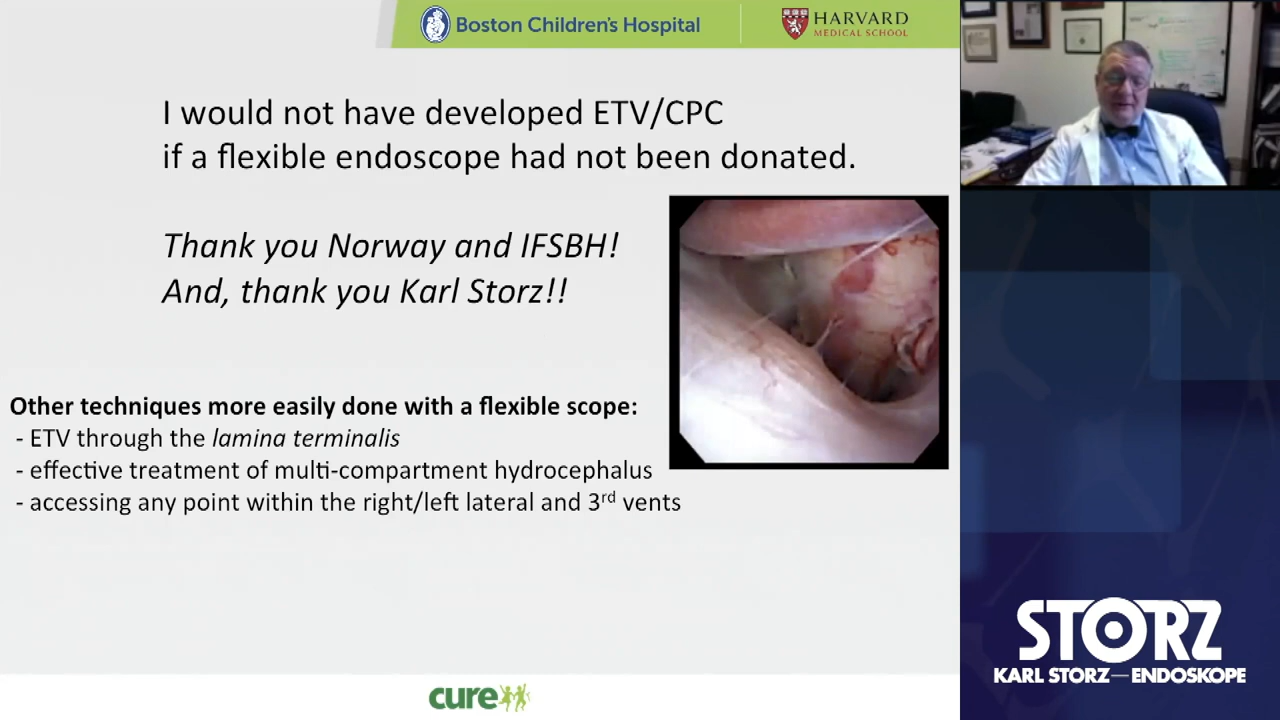 Boston Children's Hospital
HARVARD
MEDICAL SCHOOL
I would not have developed ETV/CPC
if a flexible endoscope had not been donated.
Thank you Norway and IFSBH!
And, thank you Karl Storz!!
Other techniques more easily done with a flexible scope:
- ETV through the lamina terminalis
- effective treatment of multi-compartment hydrocephalus
- accessing any point within the right/left lateral and 3rd vents
cure
STORZ
KARL STORZ—ENDOSKOPE